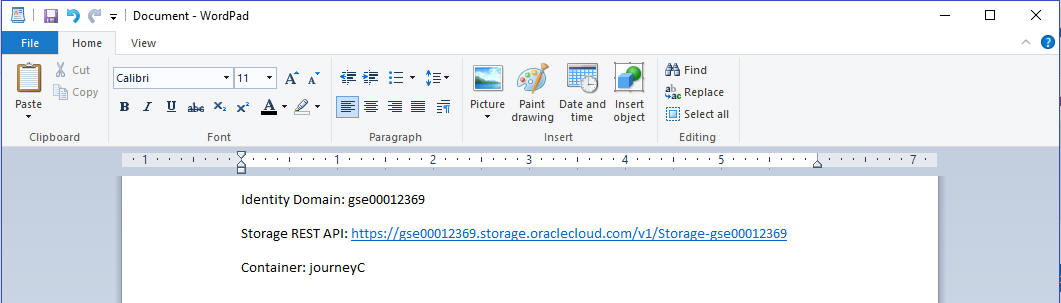 Document - WordPad
File Home View
Paste
Cut
Copy
Clipboard
Calibri 11
B I U abc X₂ X² A
Font
Paragraph
Picture
Paint drawing
Date and time
Insert object
Insert
Find
Replace
Select all
Editing
1 1 2 3 4 5 7
Identity Domain: gse00012369
Storage REST API: https://gse00012369.storage.oraclecloud.com/v1/Storage-gse00012369
Container: journeyC